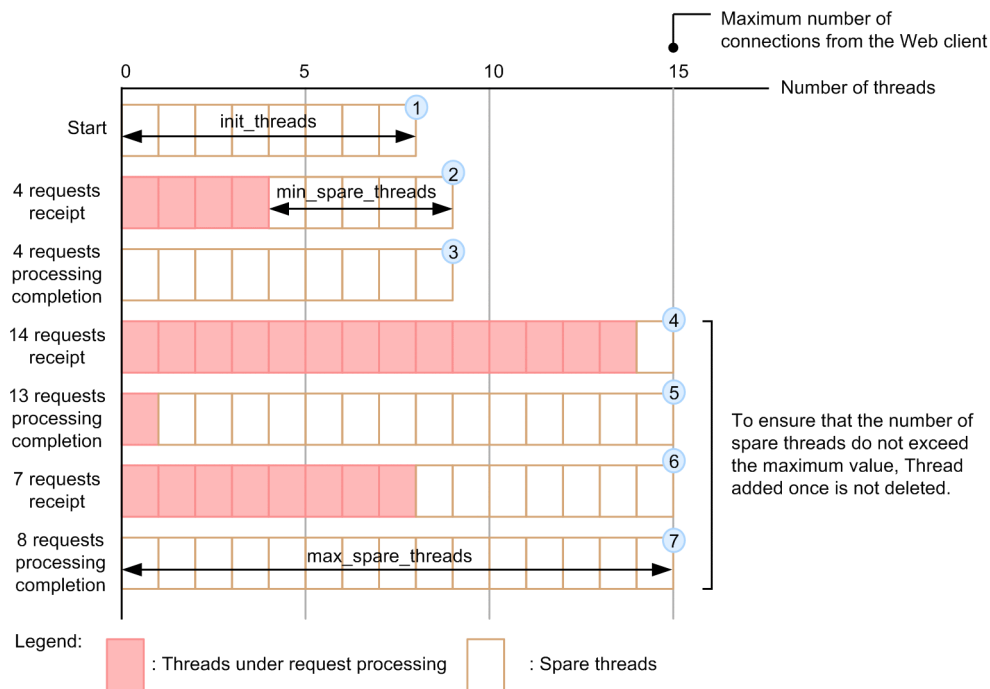 Maximum number of
connections from the Web client
0
5
10
15
Number of threads
Start
init_threads
1
4 requests
receipt
min_spare_threads
2
4 requests
processing
completion
3
14 requests
receipt
4
13 requests
processing
completion
5
7 requests
receipt
6
8 requests
processing
completion
max_spare_threads
7
To ensure that the number of
spare threads do not exceed
the maximum value, Thread
added once is not deleted.
Legend:
: Threads under request processing
: Spare threads